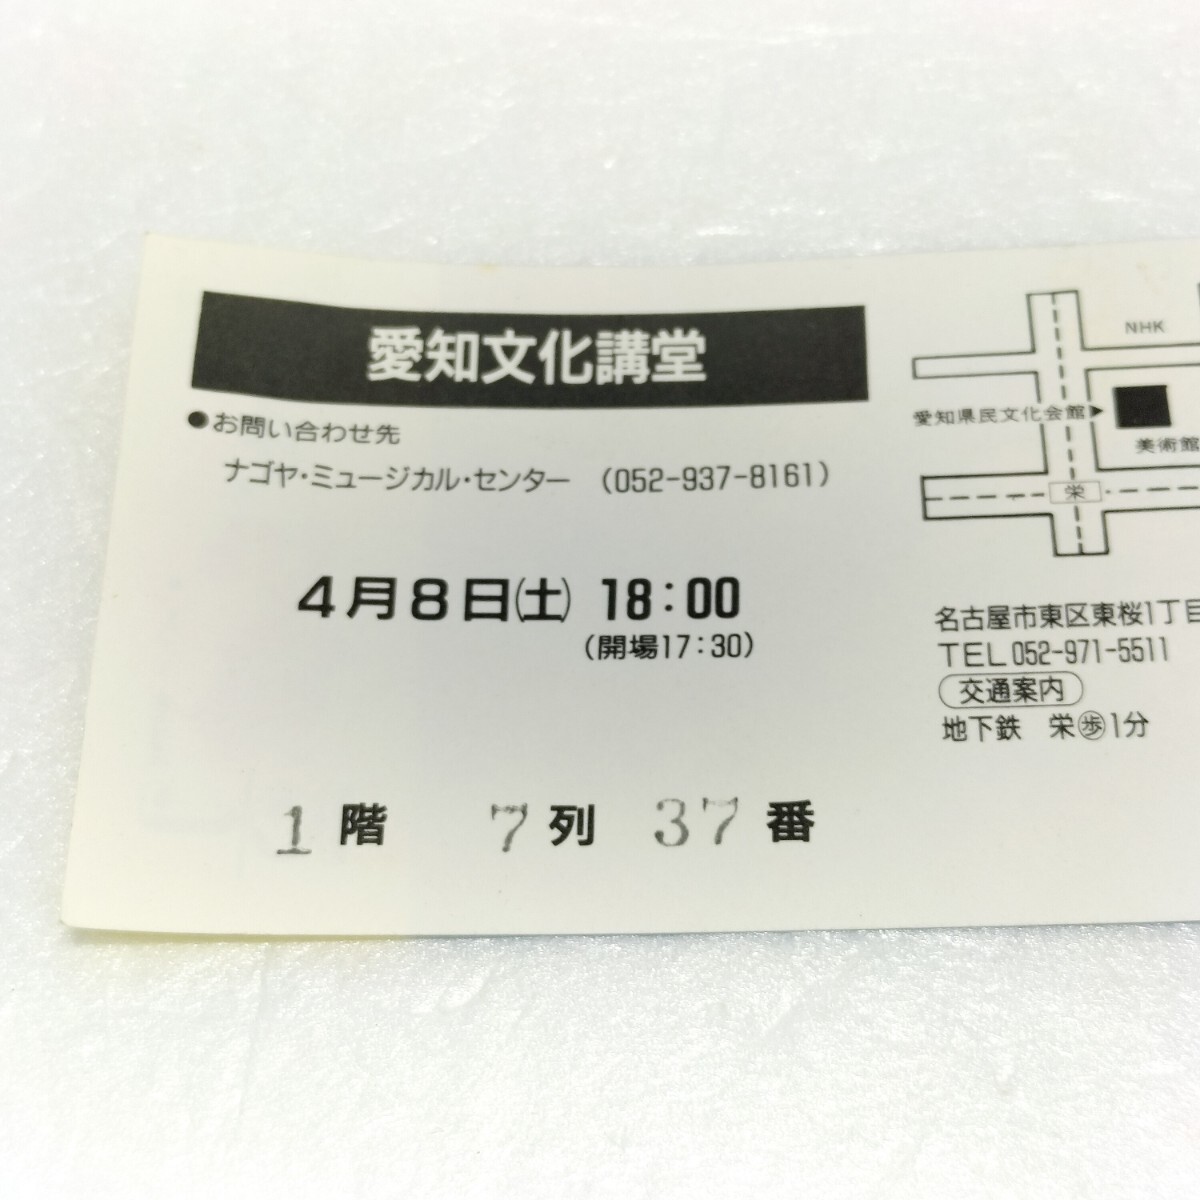 愛知文化講堂
●お問い合わせ先
ナゴヤ・ミュージカル・センター (052-937-8161)
4月8日(土) 18:00
(開場17:30)
1階 7列 37番
NHK
愛知県民文化会館▶
美術館
栄
名古屋市東区東桜1丁目
TEL 052-971-5511
交通案内
地下鉄 栄㊭1分